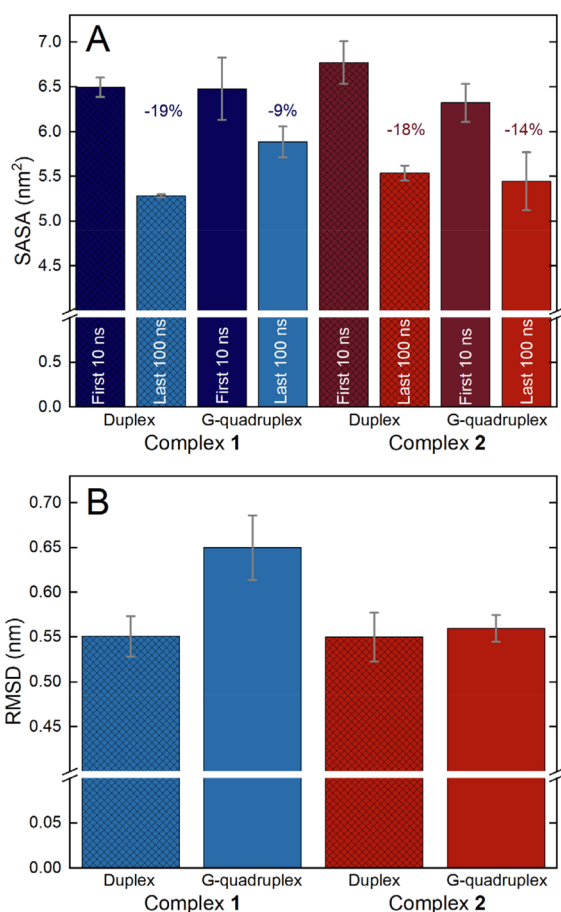 A
7.0
6.5
6.0
5.5
5.0
4.5
0.5
0.0
SASA (nm²)
-19%
-9%
-18%
-14%
First 10 ns
Last 100 ns
First 10 ns
Last 100 ns
First 10 ns
Last 100 ns
First 10 ns
Last 100 ns
Duplex G-quadruplex Duplex G-quadruplex
Complex 1 Complex 2
B
0.70
0.65
0.60
0.55
0.50
0.45
0.05
0.00
RMSD (nm)
Duplex G-quadruplex Duplex G-quadruplex
Complex 1 Complex 2